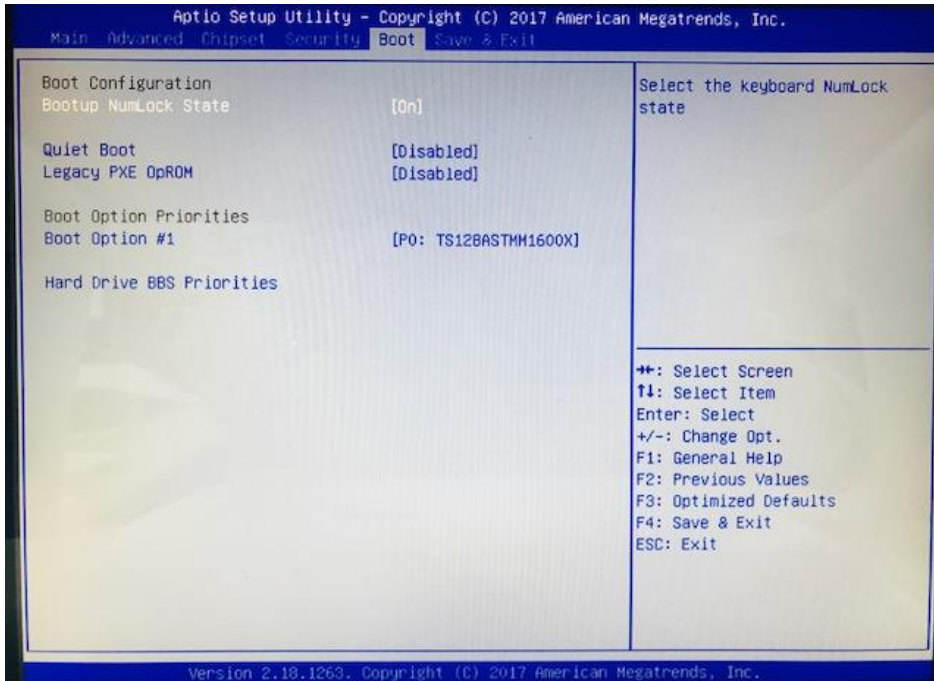 Aptio Setup Utility – Copyright (C) 2017 American Megatrends, Inc.
Main Advanced Chipset Security Boot Save & Exit
Boot Configuration
Bootup NumLock State [On]
Quiet Boot [Disabled]
Legacy PXE OpROM [Disabled]
Boot Option Priorities
Boot Option #1 [P0: TS128ASTMM1600X]
Hard Drive BBS Priorities
Select the keyboard NumLock
state
→←: Select Screen
↑↓: Select Item
Enter: Select
+/-: Change Opt.
F1: General Help
F2: Previous Values
F3: Optimized Defaults
F4: Save & Exit
ESC: Exit
Version 2.18.1263. Copyright (C) 2017 American Megatrends, Inc.